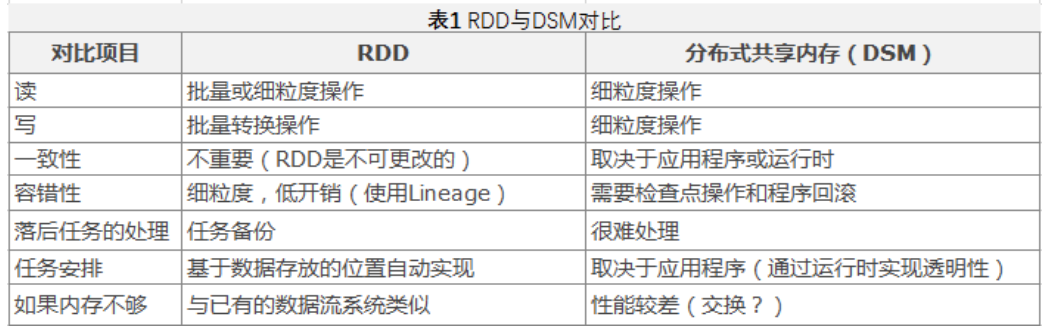 表1 RDD与DSM对比
对比项目 RDD 分布式共享内存（DSM）
读 批量或细粒度操作 细粒度操作
写 批量转换操作 细粒度操作
一致性 不重要（RDD是不可更改的） 取决于应用程序或运行时
容错性 细粒度，低开销（使用Lineage） 需要检查点操作和程序回滚
落后任务的处理 任务备份 很难处理
任务安排 基于数据存放的位置自动实现 取决于应用程序（通过运行时实现透明性）
如果内存不够 与已有的数据流系统类似 性能较差（交换？）